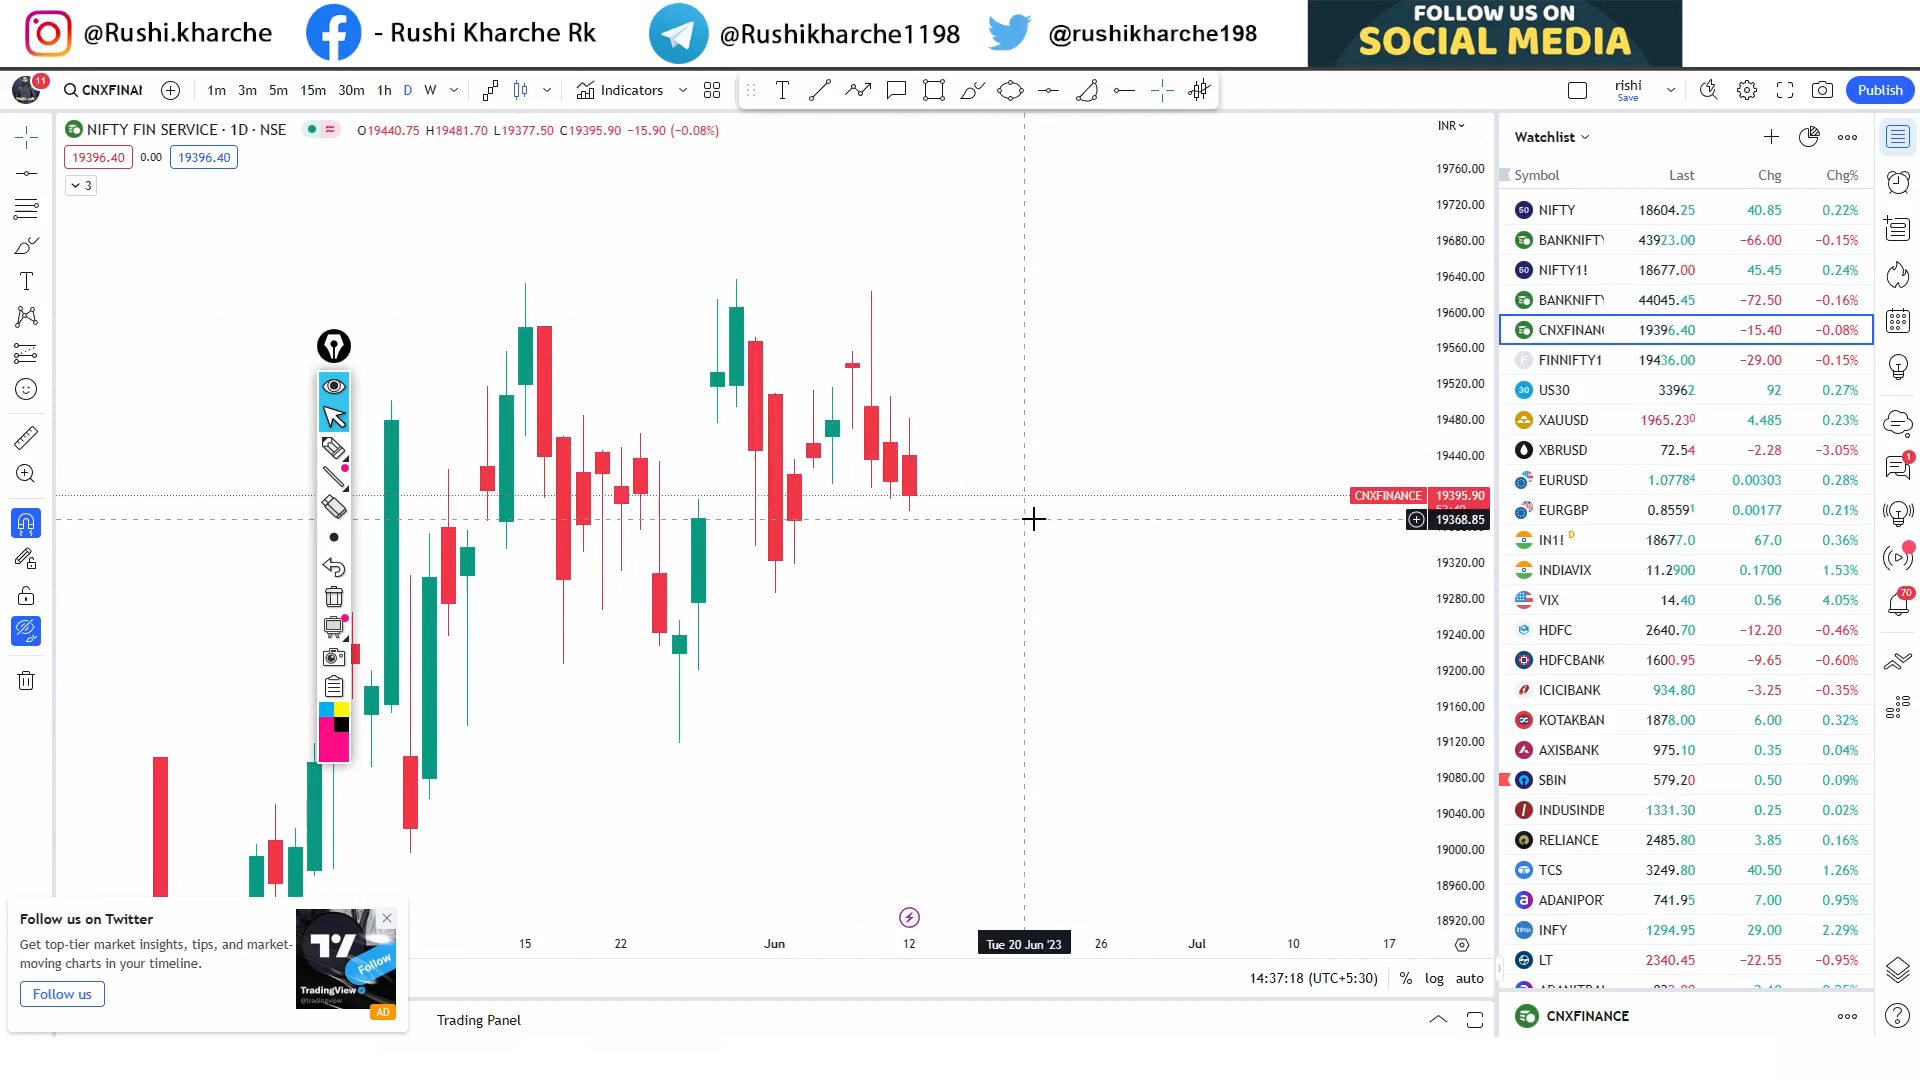 @Rushi.kharche
- Rushi Kharche Rk
@Rushikharche1198
@rushikharche198
FOLLOW US ON
SOCIAL MEDIA
11
CNXFINAI
1m 3m 5m 15m 30m 1h D W
Indicators
rishi
Save
Publish
NIFTY FIN SERVICE · 1D · NSE
O19440.75 H19481.70 L19377.50 C19395.90 −15.90 (−0.08%)
19396.40 0.00 19396.40
3
INR
19760.00
19720.00
19680.00
19640.00
19600.00
19560.00
19520.00
19480.00
19440.00
CNXFINANCE 19395.90
19368.85
19320.00
19280.00
19240.00
19200.00
19160.00
19120.00
19080.00
19040.00
19000.00
18960.00
18920.00
15 22 Jun 12 Tue 20 Jun '23 26 Jul 10 17
14:37:18 (UTC+5:30) % log auto
Trading Panel
Follow us on Twitter
Get top-tier market insights, tips, and market-
moving charts in your timeline.
Follow us
Follow
TradingView
@tradingview
AD
Watchlist
Symbol Last Chg Chg%
NIFTY 18604.25 40.85 0.22%
BANKNIFTY 43923.00 −66.00 −0.15%
NIFTY1! 18677.00 45.45 0.24%
BANKNIFTY 44045.45 −72.50 −0.16%
CNXFINANC 19396.40 −15.40 −0.08%
FINNIFTY1 19436.00 −29.00 −0.15%
30 US30 33962 92 0.27%
XAUUSD 1965.230 4.485 0.23%
XBRUSD 72.54 −2.28 −3.05%
EURUSD 1.07784 0.00303 0.28%
EURGBP 0.85591 0.00177 0.21%
IN1! D 18677.0 67.0 0.36%
INDIAVIX 11.2900 0.1700 1.53%
VIX 14.40 0.56 4.05%
HDFC 2640.70 −12.20 −0.46%
HDFCBANK 1600.95 −9.65 −0.60%
ICICIBANK 934.80 −3.25 −0.35%
KOTAKBAN 1878.00 6.00 0.32%
AXISBANK 975.10 0.35 0.04%
SBIN 579.20 0.50 0.09%
INDUSINDB 1331.30 0.25 0.02%
RELIANCE 2485.80 3.85 0.16%
TCS 3249.80 40.50 1.26%
ADANIPOR 741.95 7.00 0.95%
INFY 1294.95 29.00 2.29%
LT 2340.45 −22.55 −0.95%
CNXFINANCE
1
70